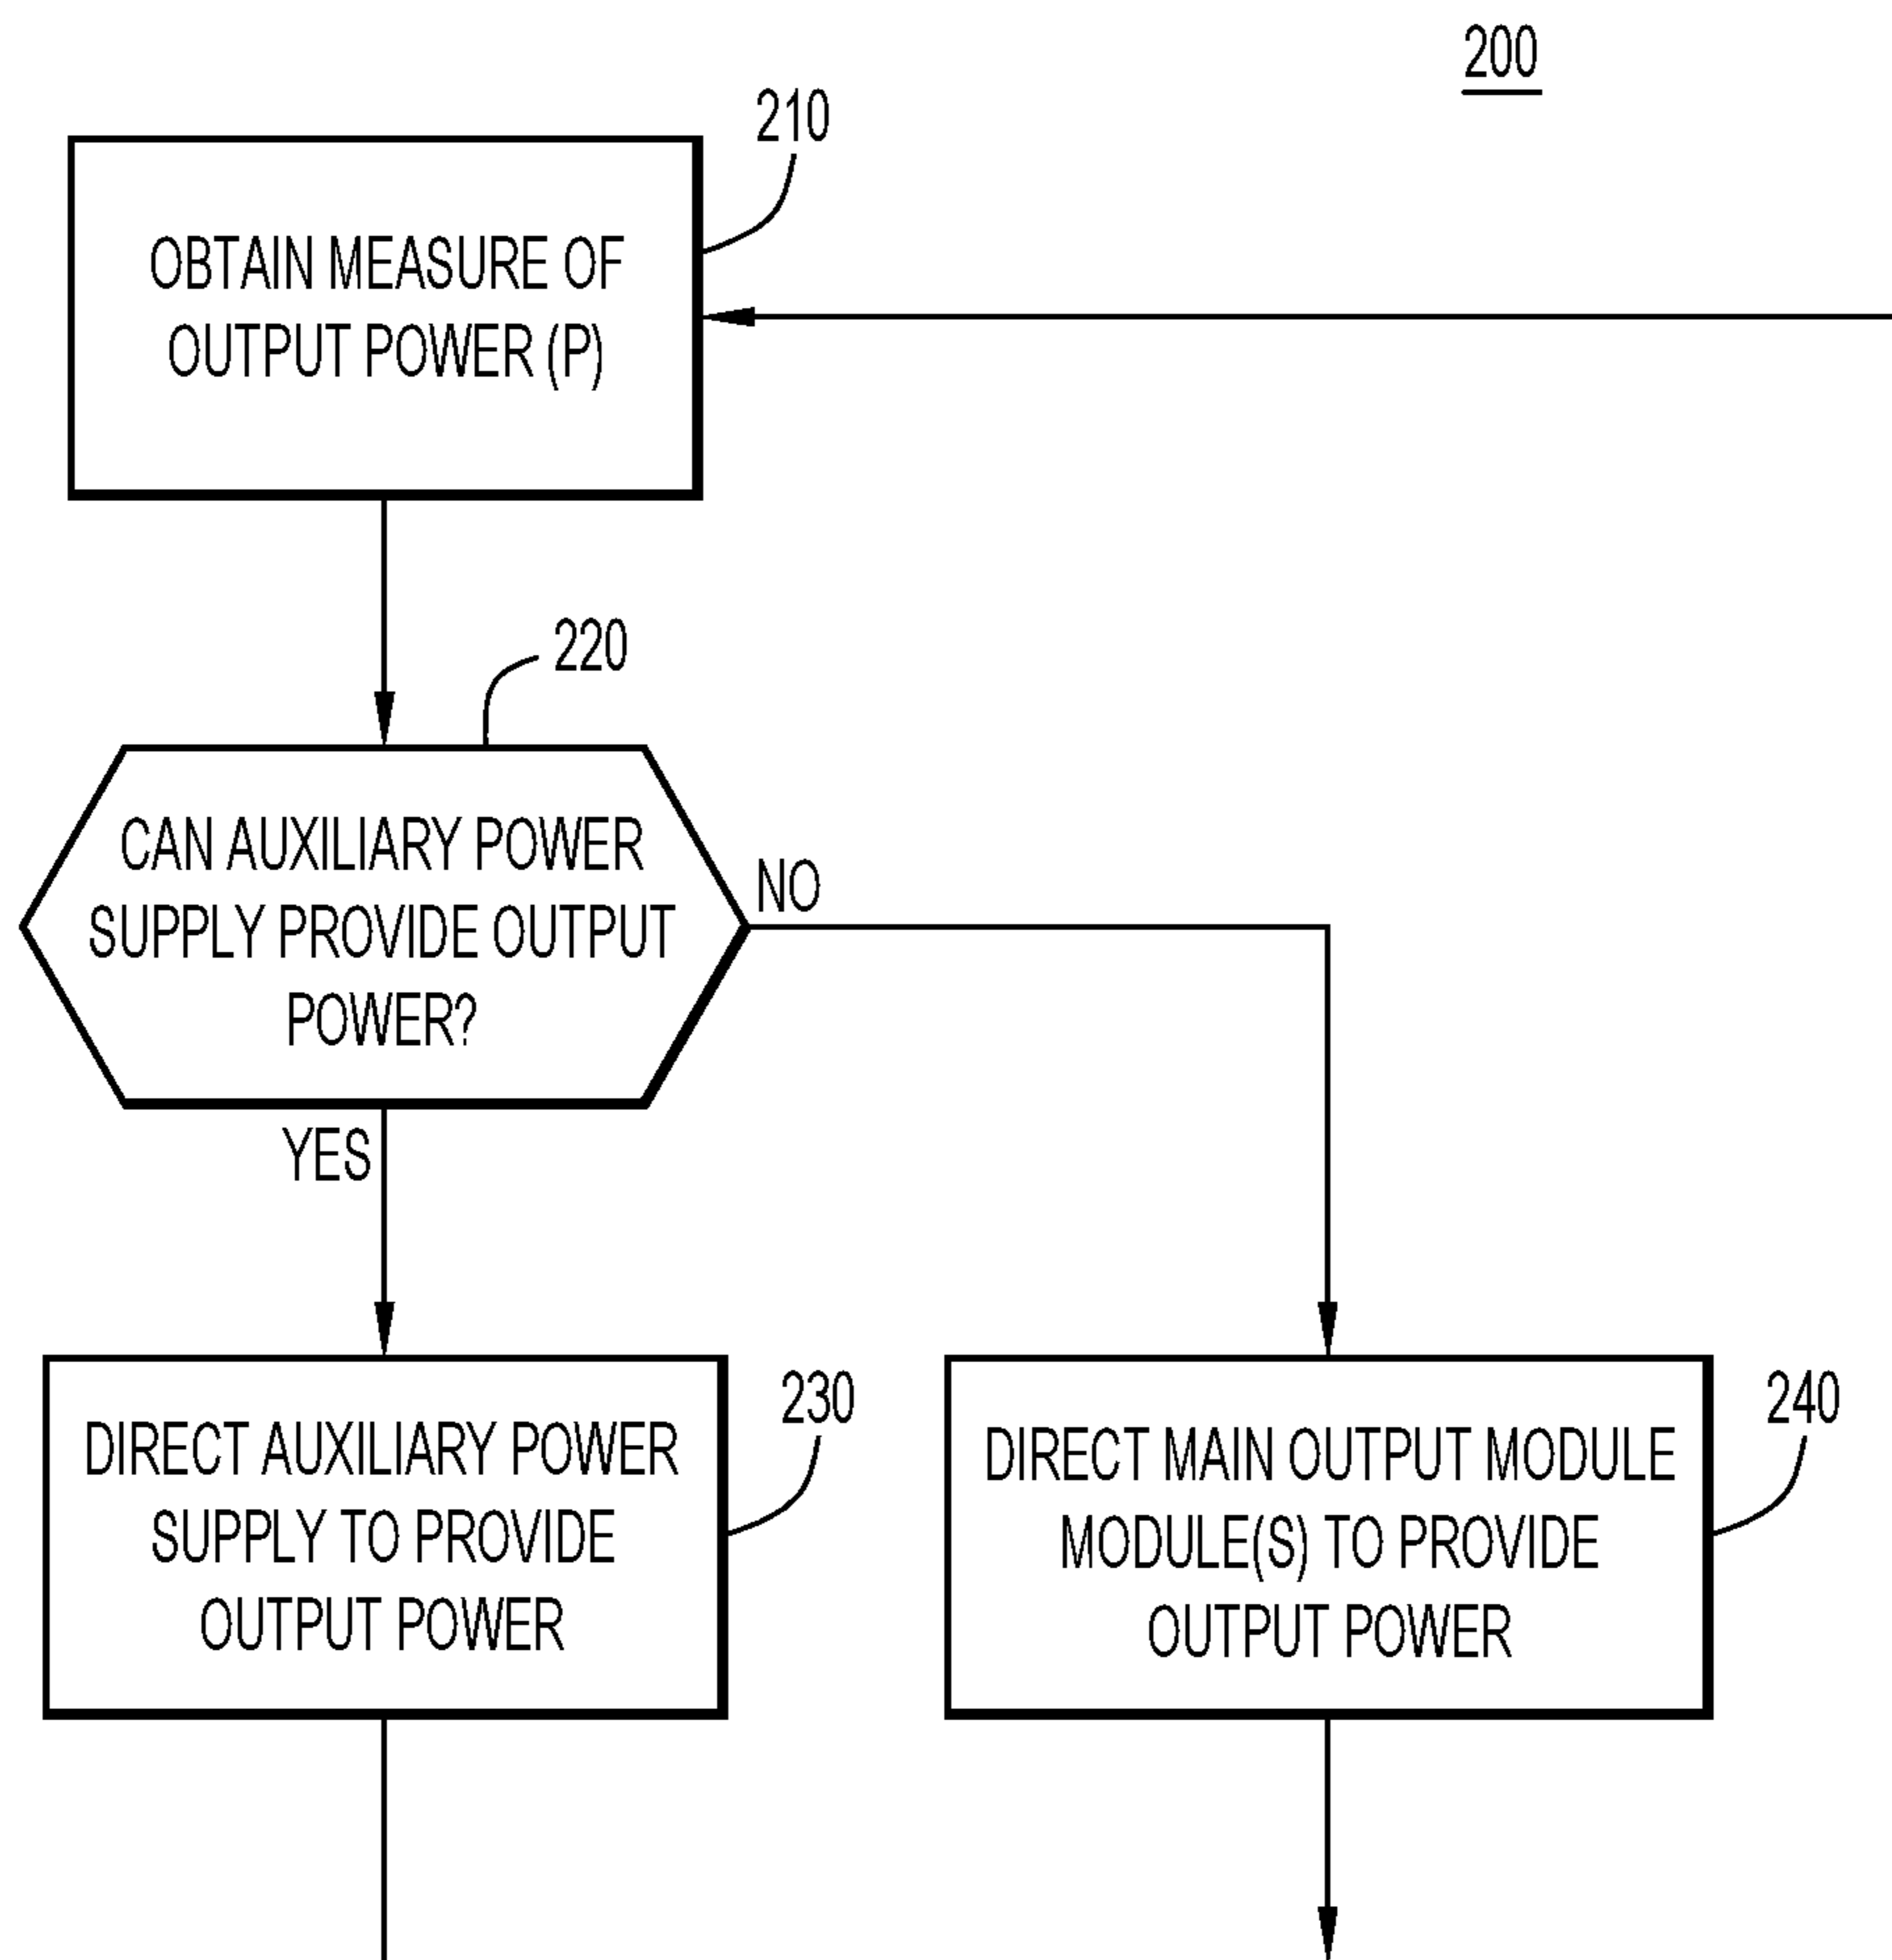 200
210
OBTAIN MEASURE OF
OUTPUT POWER (P)
220
CAN AUXILIARY POWER
SUPPLY PROVIDE OUTPUT
POWER?
NO
YES
230
DIRECT AUXILIARY POWER
SUPPLY TO PROVIDE
OUTPUT POWER
240
DIRECT MAIN OUTPUT MODULE
MODULE(S) TO PROVIDE
OUTPUT POWER